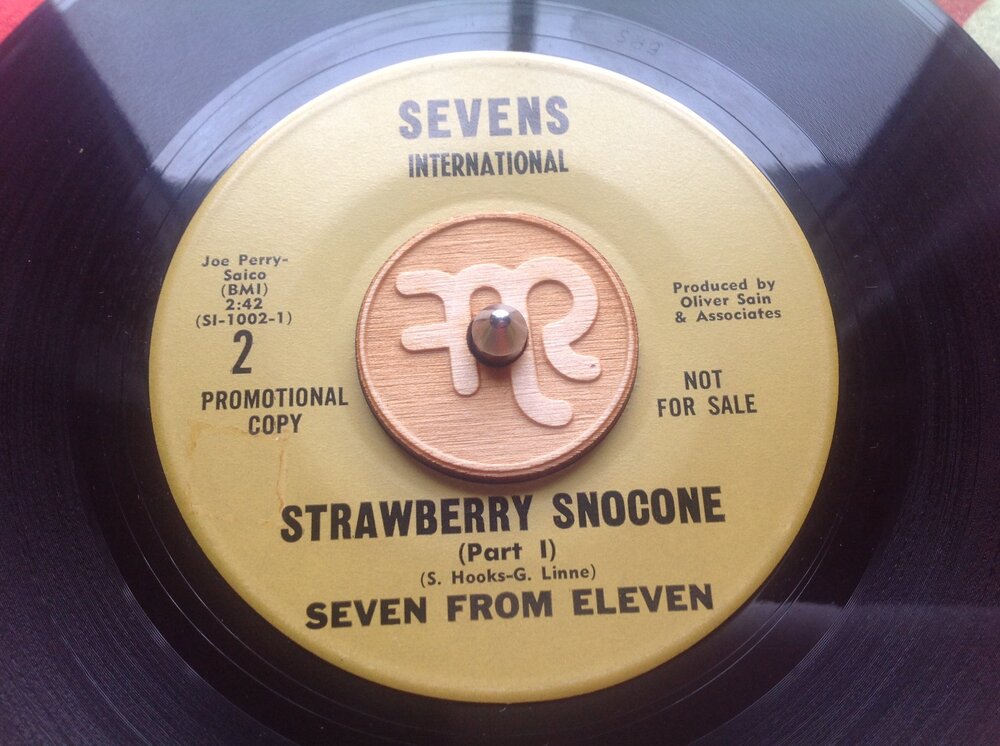 SEVENS
INTERNATIONAL
Joe Perry-
Saico
(BMI)
2:42
(SI-1002-1)
2
PROMOTIONAL
COPY
Produced by
Oliver Sain
& Associates
NOT
FOR SALE
STRAWBERRY SNOCONE
(Part I)
(S. Hooks-G. Linne)
SEVEN FROM ELEVEN